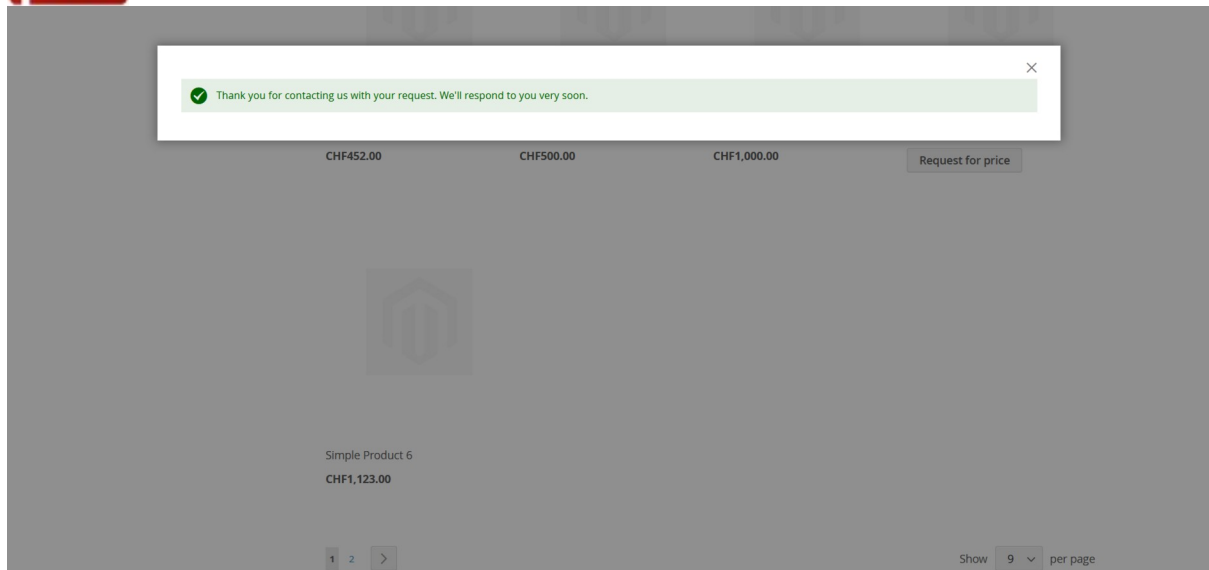 Thank you for contacting us with your request. We'll respond to you very soon.
CHF452.00 CHF500.00 CHF1,000.00 Request for price
Simple Product 6
CHF1,123.00
1 2 Show 9 per page